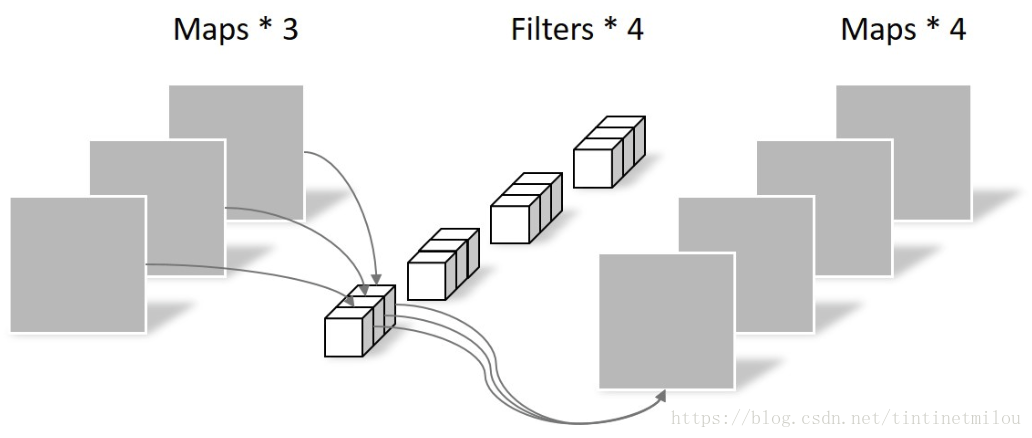 Maps * 3
Filters * 4
Maps * 4
https://blog.csdn.net/tintinetmilou